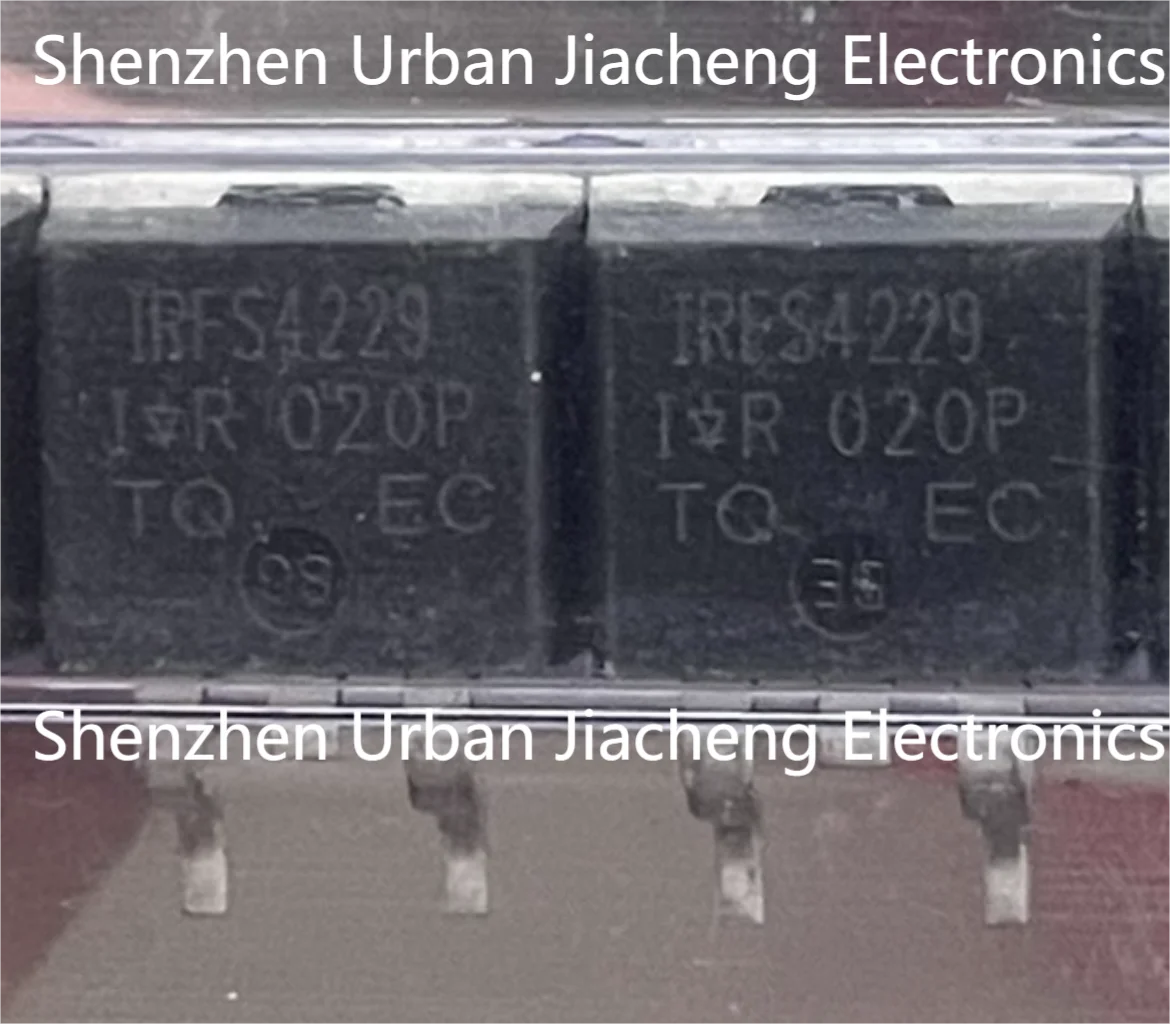 Shenzhen Urban Jiacheng Electronics
IRFS4229
IRFS4229
I R 020P
I R 020P
TQ EC
TQ EC
Shenzhen Urban Jiacheng Electronics